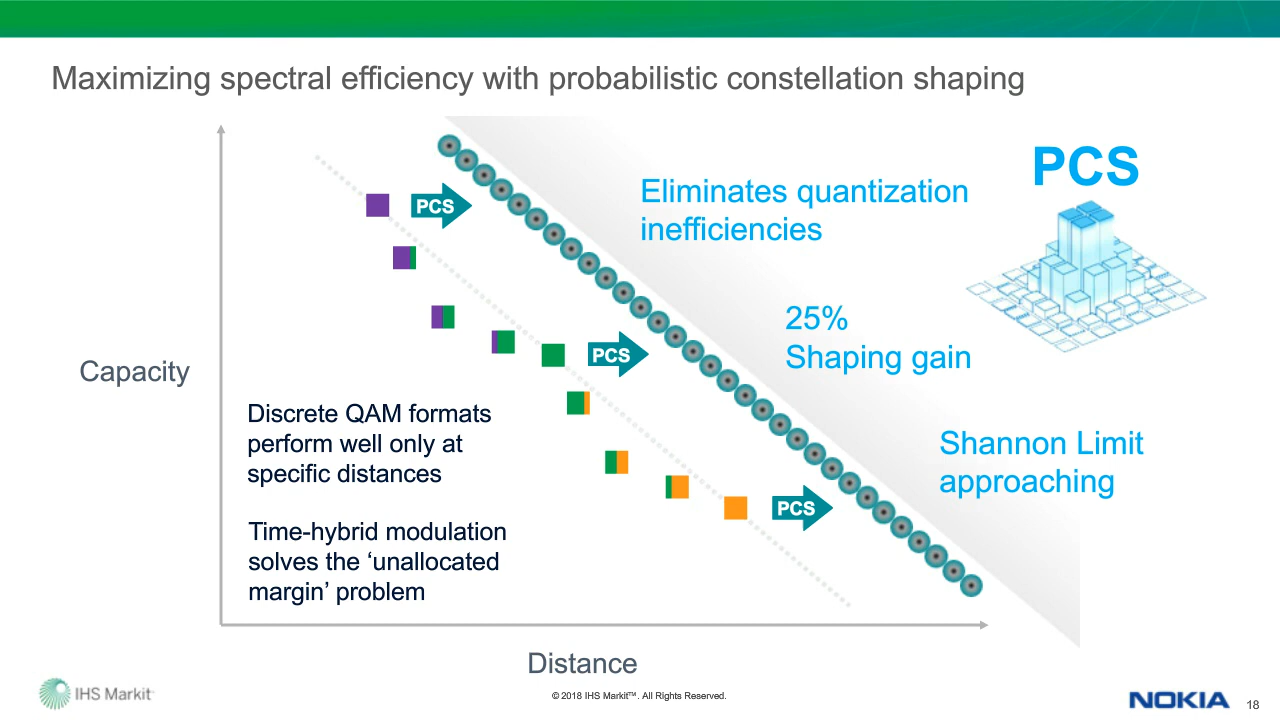 Maximizing spectral efficiency with probabilistic constellation shaping
PCS
PCS
Eliminates quantization
inefficiencies
25%
Shaping gain
PCS
Capacity
Discrete QAM formats
perform well only at
specific distances
Shannon Limit
approaching
PCS
Time-hybrid modulation
solves the ‘unallocated
margin’ problem
Distance
IHS Markit™
© 2018 IHS Markit™. All Rights Reserved.
NOKIA
18